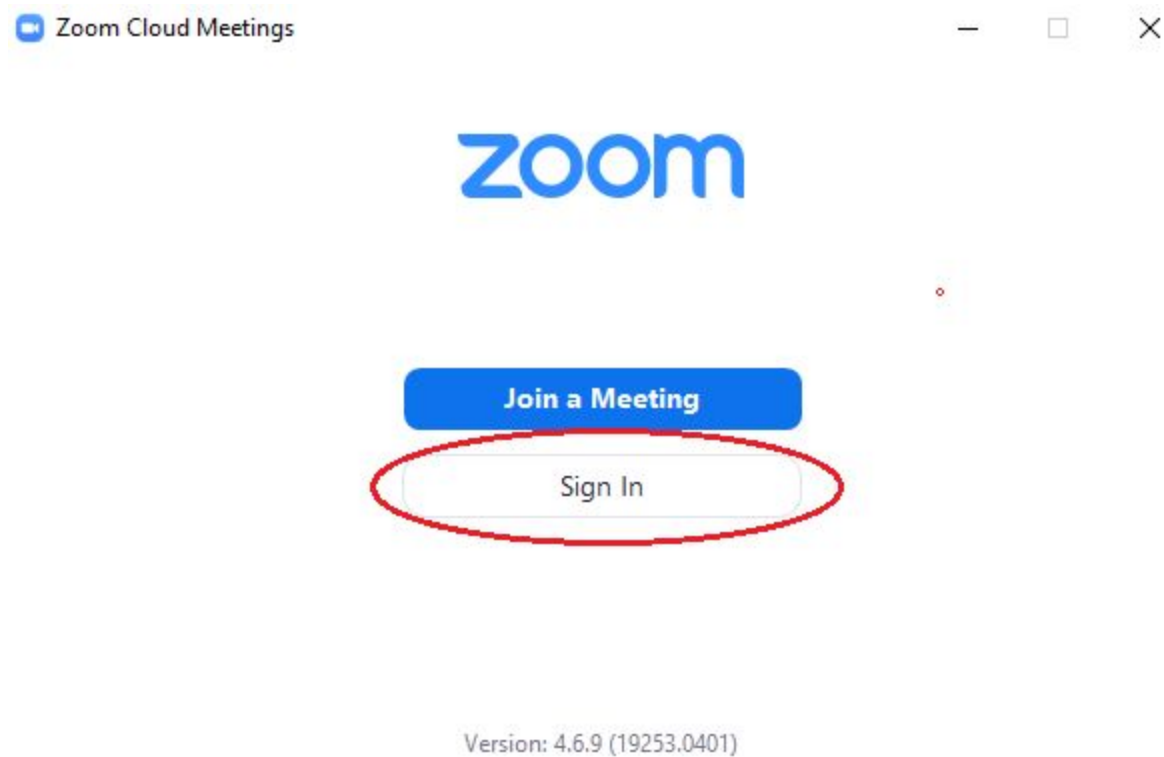 Zoom Cloud Meetings
zoom
Join a Meeting
Sign In
Version: 4.6.9 (19253.0401)